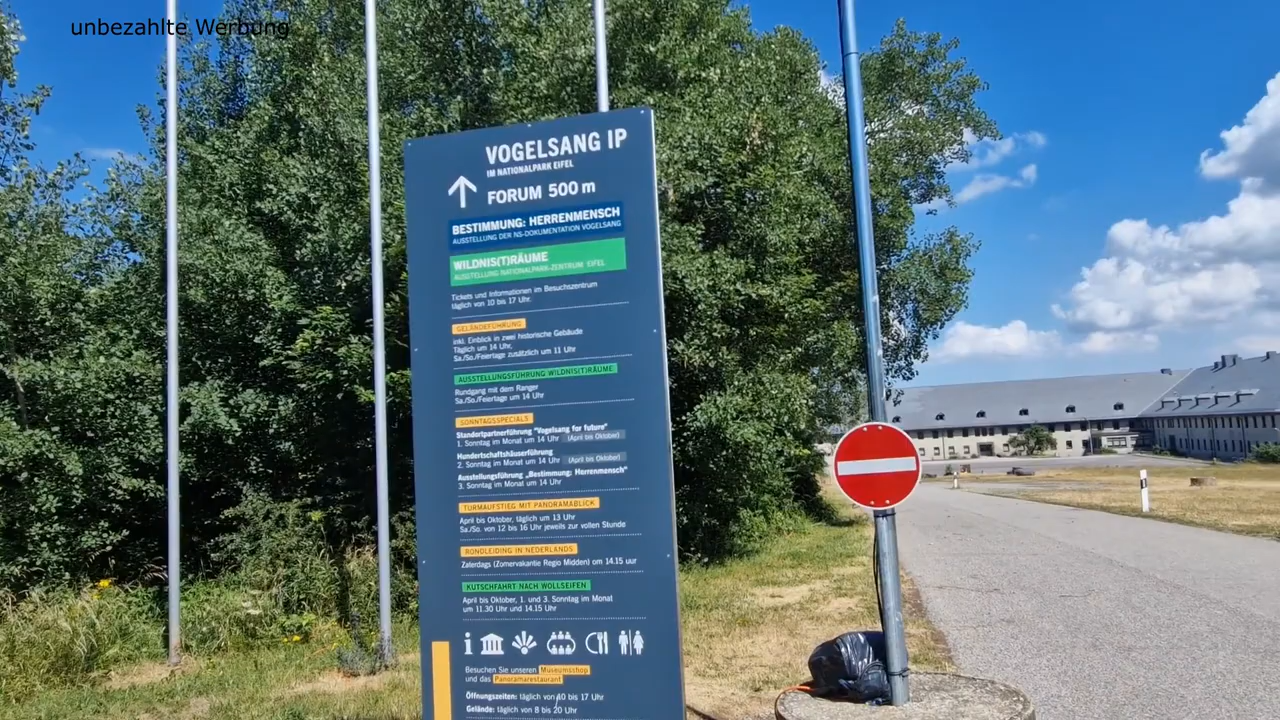 unbezahlte Werbung
VOGELSANG IP
IM NATIONALPARK EIFEL
FORUM 500 m
BESTIMMUNG: HERRENMENSCH
AUSSTELLUNG DER NS-DOKUMENTATION VOGELSANG
WILDNIS(T)RÄUME
AUSSTELLUNG NATIONALPARK-ZENTRUM EIFEL
Tickets und Informationen im Besuchszentrum
täglich von 10 bis 17 Uhr.
GELÄNDEFÜHRUNG
inkl. Einblick in zwei historische Gebäude
Täglich um 14 Uhr,
Sa./So./Feiertage zusätzlich um 11 Uhr
AUSSTELLUNGSFÜHRUNG WILDNIS(T)RÄUME
Rundgang mit dem Ranger
Sa./So./Feiertage um 14 Uhr
SONNTAGSSPECIALS
Standortpartnerführung "Vogelsang for future"
1. Sonntag im Monat um 14 Uhr (April bis Oktober)
Hundertschaftshäuserführung
2. Sonntag im Monat um 14 Uhr (April bis Oktober)
Ausstellungsführung „Bestimmung: Herrenmensch"
3. Sonntag im Monat um 14 Uhr
TURMAUFSTIEG MIT PANORAMABLICK
April bis Oktober, täglich um 13 Uhr
Sa./So. von 12 bis 16 Uhr jeweils zur vollen Stunde
RONDLEIDING IN NEDERLANDS
Zaterdags (Zomervakantie Regio Midden) om 14.15 uur
KUTSCHFAHRT NACH WOLLSEIFEN
April bis Oktober, 1. und 3. Sonntag im Monat
um 11.30 Uhr und 14.15 Uhr
Besuchen Sie unseren Museumsshop
und das Panoramarestaurant
Öffnungszeiten: täglich von 10 bis 17 Uhr
Gelände: täglich von 8 bis 20 Uhr